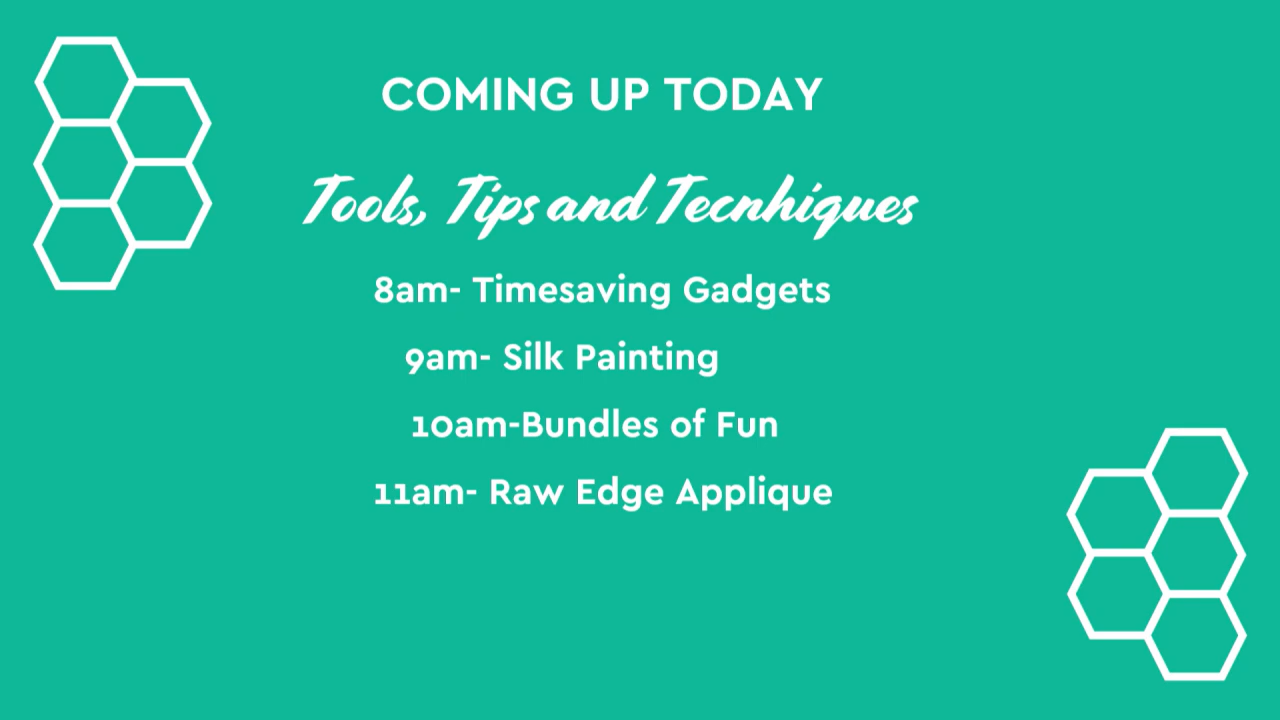 COMING UP TODAY
Tools, Tips and Tecnhiques
8am- Timesaving Gadgets
9am- Silk Painting
10am-Bundles of Fun
11am- Raw Edge Applique